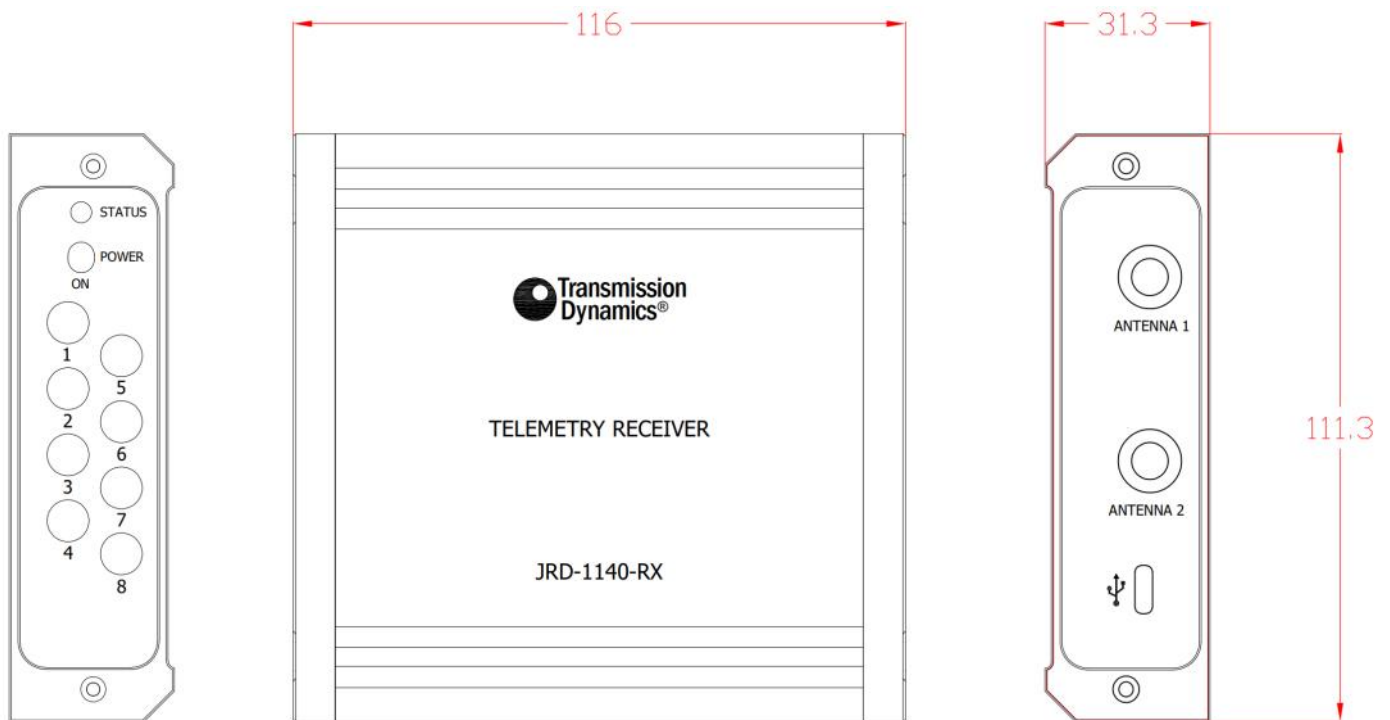 116
31.3
STATUS
POWER
ON
1
5
2
6
3
7
4
8
Transmission
Dynamics®
TELEMETRY RECEIVER
JRD-1140-RX
ANTENNA 1
ANTENNA 2
111.3